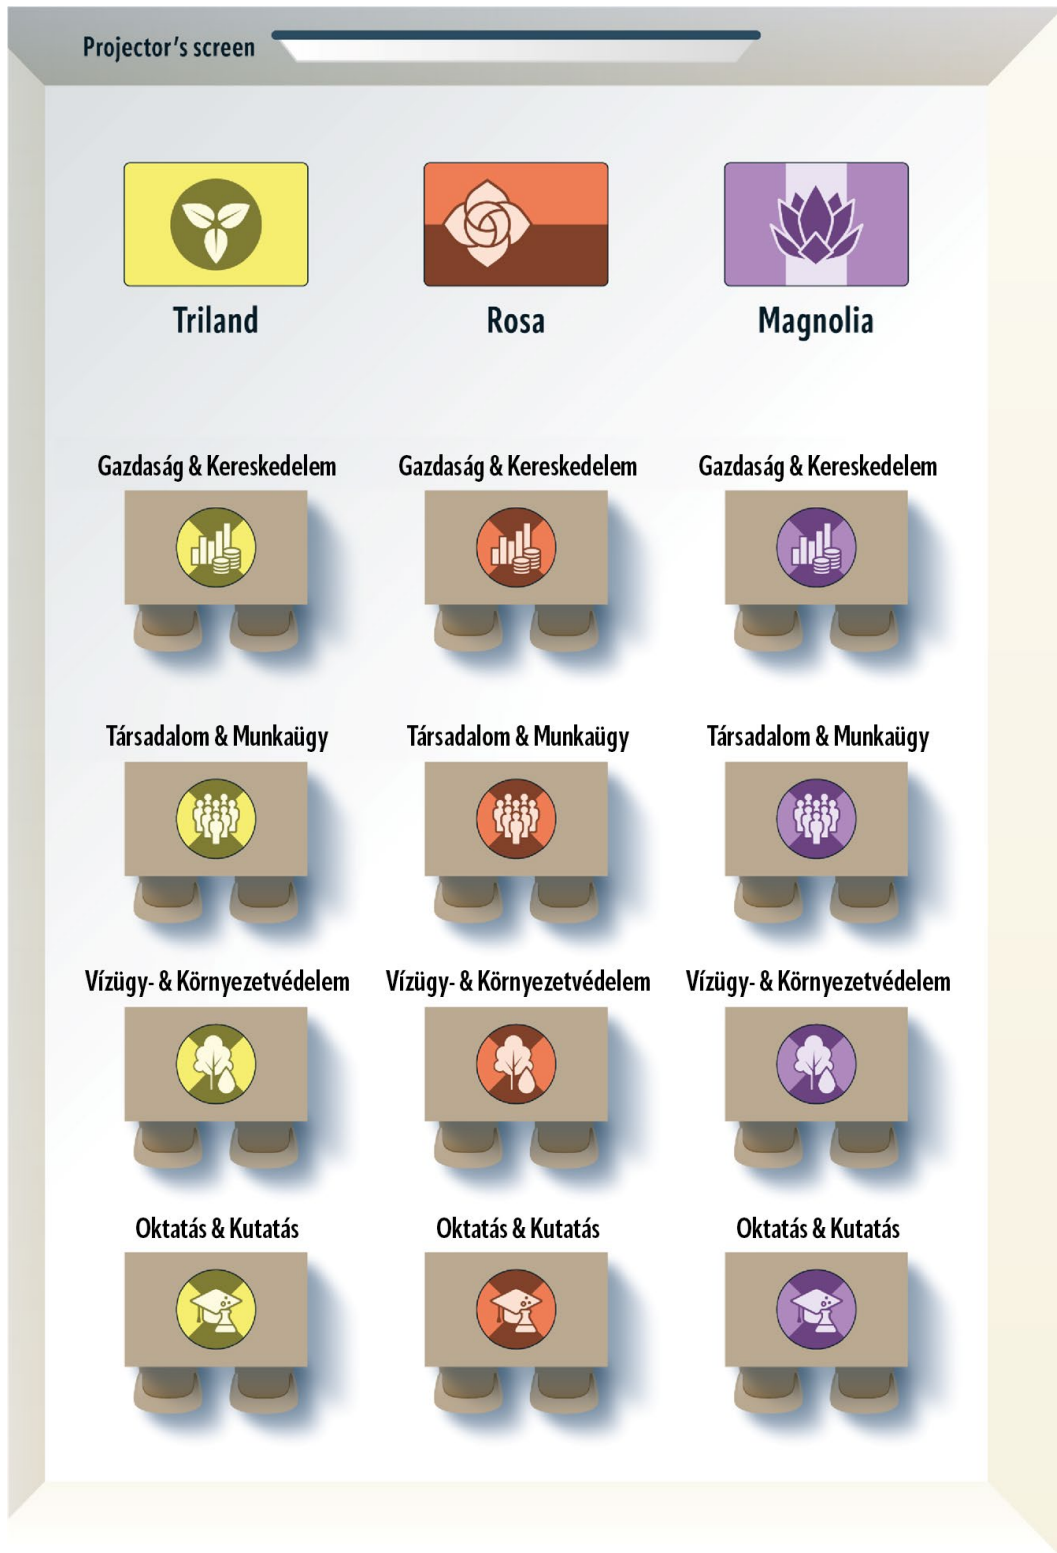 Projector's screen
Triland
Rosa
Magnolia
Gazdaság & Kereskedelem
Gazdaság & Kereskedelem
Gazdaság & Kereskedelem
Társadalom & Munkaügy
Társadalom & Munkaügy
Társadalom & Munkaügy
Vízügy- & Környezetvédelem
Vízügy- & Környezetvédelem
Vízügy- & Környezetvédelem
Oktatás & Kutatás
Oktatás & Kutatás
Oktatás & Kutatás